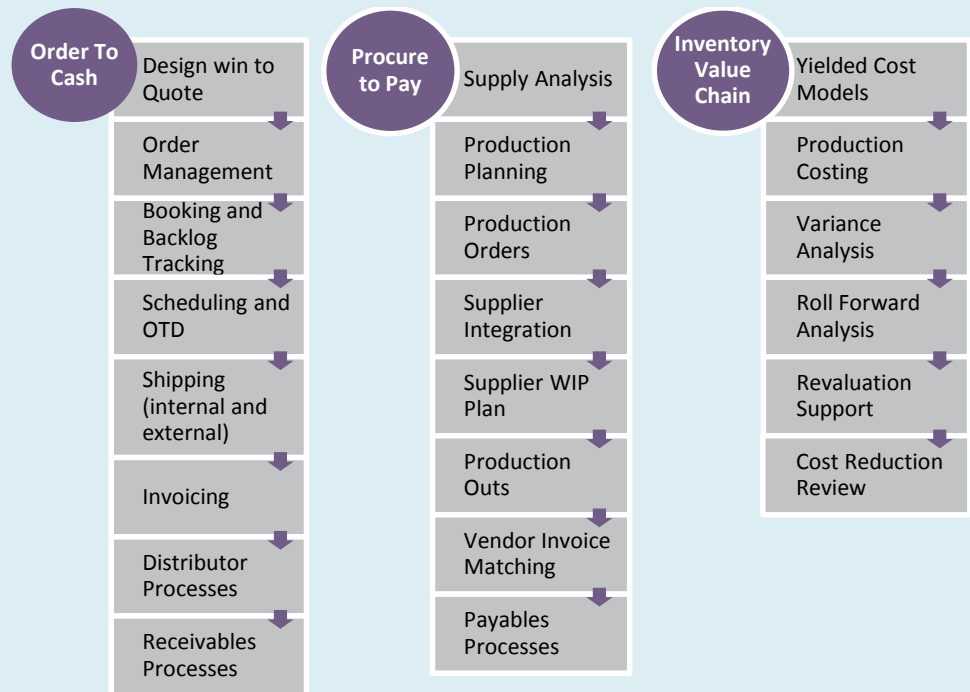 Order To
Cash
Design win to
Quote
Order
Management
Booking and
Backlog
Tracking
Scheduling and
OTD
Shipping
(internal and
external)
Invoicing
Distributor
Processes
Receivables
Processes
Procure
to Pay
Supply Analysis
Production
Planning
Production
Orders
Supplier
Integration
Supplier WIP
Plan
Production
Outs
Vendor Invoice
Matching
Payables
Processes
Inventory
Value
Chain
Yielded Cost
Models
Production
Costing
Variance
Analysis
Roll Forward
Analysis
Revaluation
Support
Cost Reduction
Review